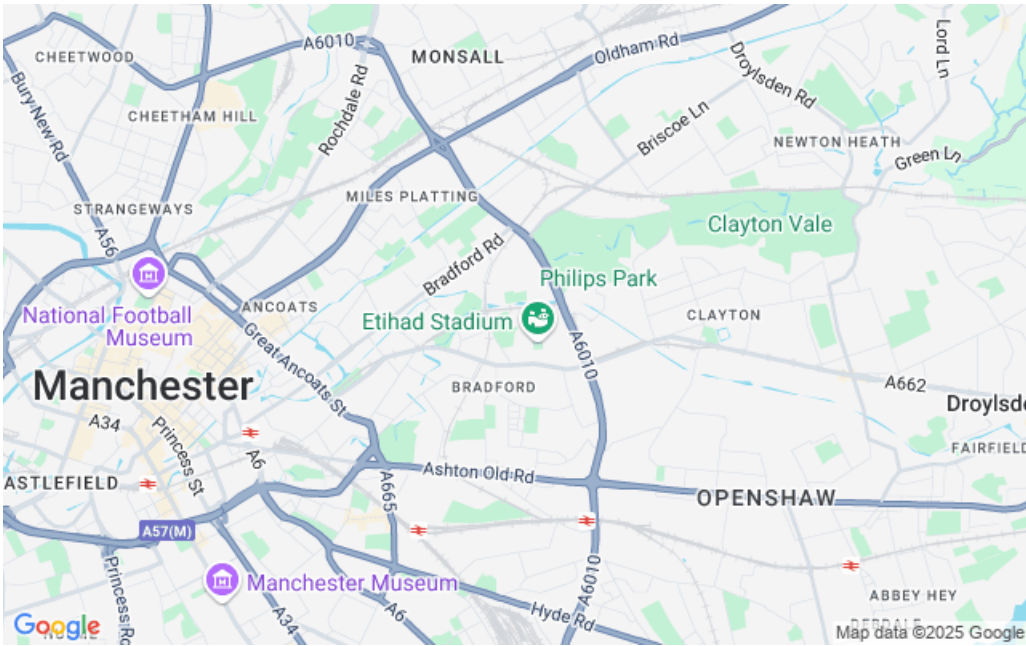 A6010
MONSALL
Oldham Rd
Lord Ln
CHEETWOOD
Droylsden Rd
Bury New Rd
Rochdale Rd
CHEETHAM HILL
Briscoe Ln
NEWTON HEATH
Green Ln
MILES PLATTING
STRANGEWAYS
Clayton Vale
A56
Bradford Rd
Philips Park
National Football
Museum
ANCOATS
Etihad Stadium
CLAYTON
Great Ancoats St
A6010
Manchester
BRADFORD
A662
Droylsde
A34
Princess St
A6
FAIRFIELD
ASTLEFIELD
A665
Ashton Old Rd
OPENSHAW
A57(M)
Princess Rd
Manchester Museum
A6010
ABBEY HEY
A34
A6
Hyde Rd
Google
DEBDALE
Map data ©2025 Google